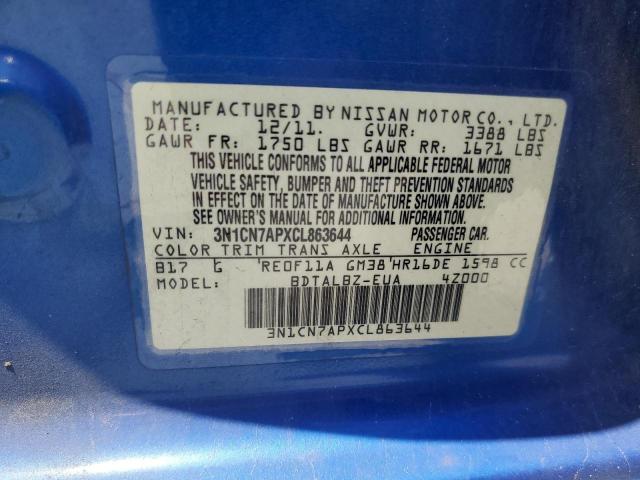 MANUFACTURED BY NISSAN MOTOR CO., LTD.
DATE: 12/11. GVWR: 3388 LBS
GAWR FR: 1750 LBS GAWR RR: 1671 LBS
THIS VEHICLE CONFORMS TO ALL APPLICABLE FEDERAL MOTOR
VEHICLE SAFETY, BUMPER AND THEFT PREVENTION STANDARDS
IN EFFECT ON THE DATE OF MANUFACTURE SHOWN ABOVE.
SEE OWNER'S MANUAL FOR ADDITIONAL INFORMATION.
VIN: 3N1CN7APXCL863644 PASSENGER CAR.
COLOR TRIM TRANS AXLE ENGINE
B17 G RE0F11A GM38 HR16DE 1598 CC
MODEL: BDTALBZ-EUA 4Z000
3N1CN7APXCL863644